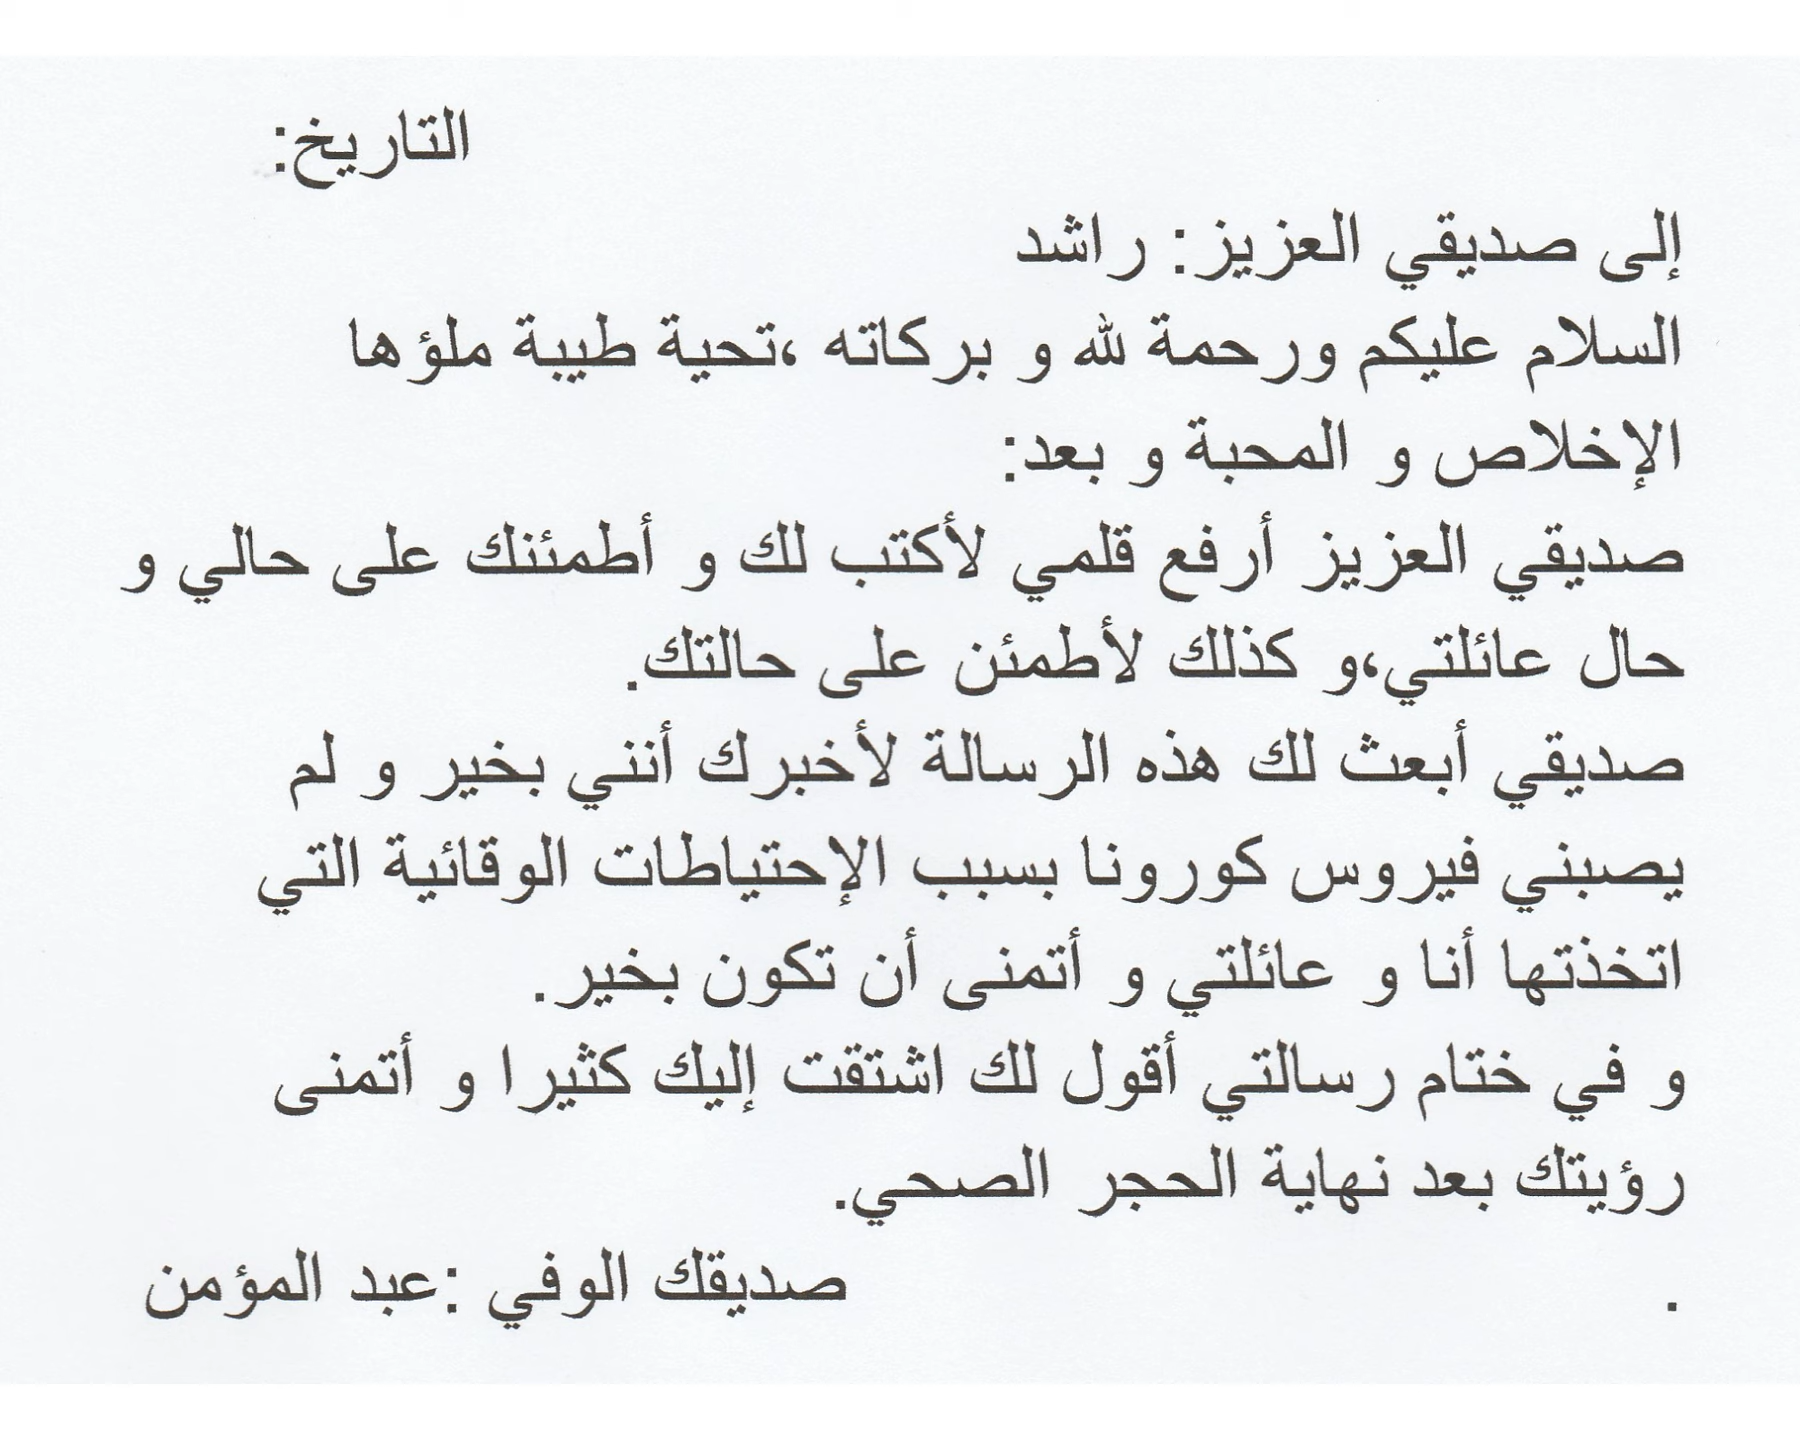 التاريخ:
إلى صديقي العزيز: راشد
السلام عليكم ورحمة لله و بركاته ،تحية طيبة ملؤها
الإخلاص و المحبة و بعد:
صديقي العزيز أرفع قلمي لأكتب لك و أطمئنك على حالي و
حال عائلتي،و كذلك لأطمئن على حالتك.
صديقي أبعث لك هذه الرسالة لأخبرك أنني بخير و لم
يصبني فيروس كورونا بسبب الإحتياطات الوقائية التي
اتخذتها أنا و عائلتي و أتمنى أن تكون بخير.
و في ختام رسالتي أقول لك اشتقت إليك كثيرا و أتمنى
رؤيتك بعد نهاية الحجر الصحي.
. صديقك الوفي :عبد المؤمن